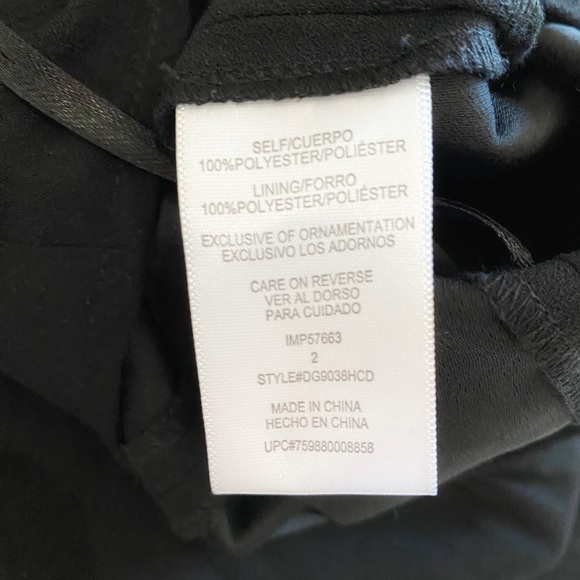 SELF/CUERPO
100%POLYESTER/POLIÉSTER
LINING/FORRO
100%POLYESTER/POLIÉSTER
EXCLUSIVE OF ORNAMENTATION
EXCLUSIVO LOS ADORNOS
CARE ON REVERSE
VER AL DORSO
PARA CUIDADO
IMP57663
2
STYLE#DG9038HCD
MADE IN CHINA
HECHO EN CHINA
UPC#759880008858